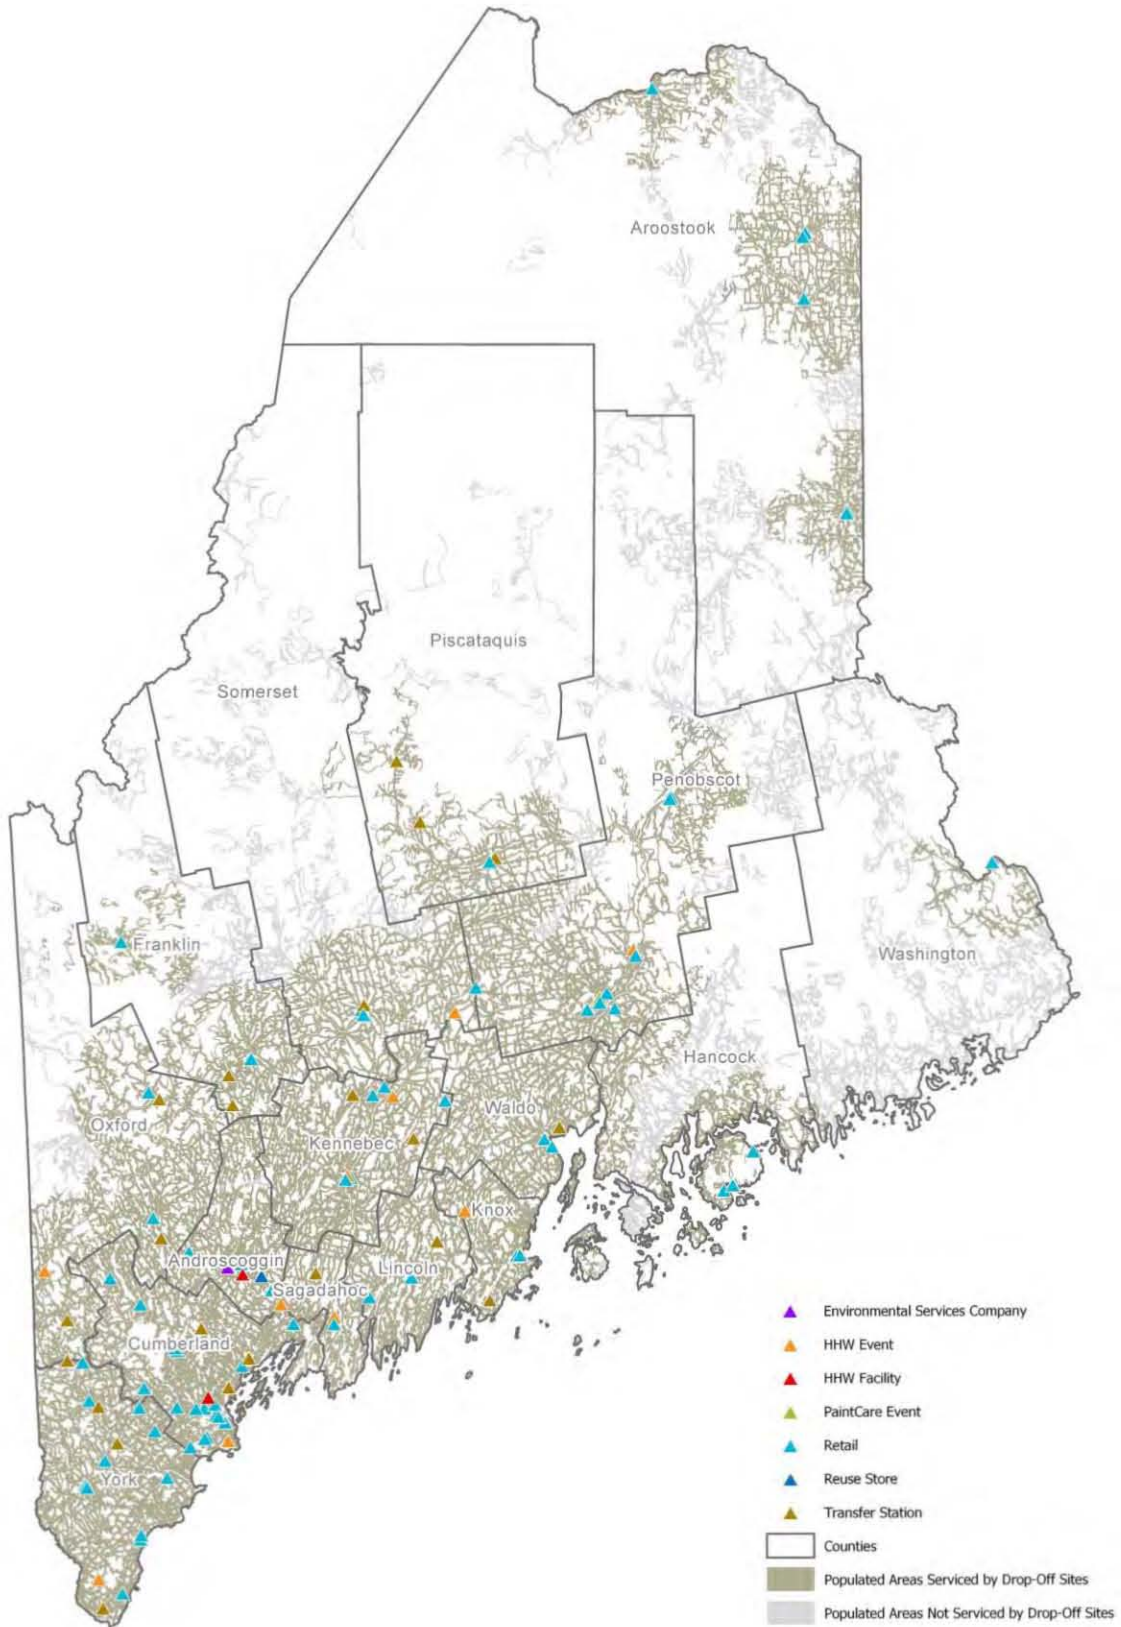 Aroostook
Piscataquis
Somerset
Penobscot
Franklin
Washington
Hancock
Oxford
Waldo
Kennebec
Knox
Androscoggin
Lincoln
Sagadahoc
Cumberland
York
Environmental Services Company
HHW Event
HHW Facility
PaintCare Event
Retail
Reuse Store
Transfer Station
Counties
Populated Areas Serviced by Drop-Off Sites
Populated Areas Not Serviced by Drop-Off Sites